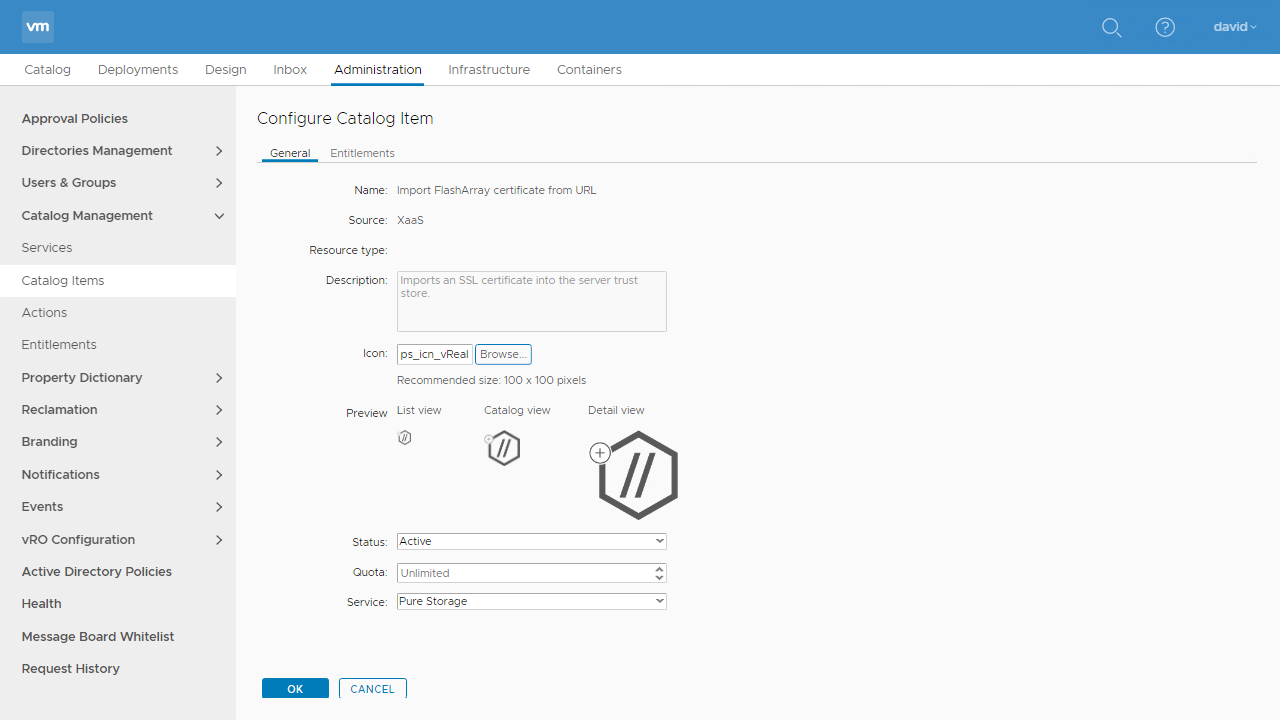 vm
david
Catalog Deployments Design Inbox Administration Infrastructure Containers
Approval Policies
Directories Management
Users & Groups
Catalog Management
Services
Catalog Items
Actions
Entitlements
Property Dictionary
Reclamation
Branding
Notifications
Events
vRO Configuration
Active Directory Policies
Health
Message Board Whitelist
Request History
Configure Catalog Item
General Entitlements
Name: Import FlashArray certificate from URL
Source: XaaS
Resource type:
Description: Imports an SSL certificate into the server trust
store.
Icon: ps_icn_vReal Browse...
Recommended size: 100 x 100 pixels
Preview List view Catalog view Detail view
Status: Active
Quota: Unlimited
Service: Pure Storage
OK CANCEL